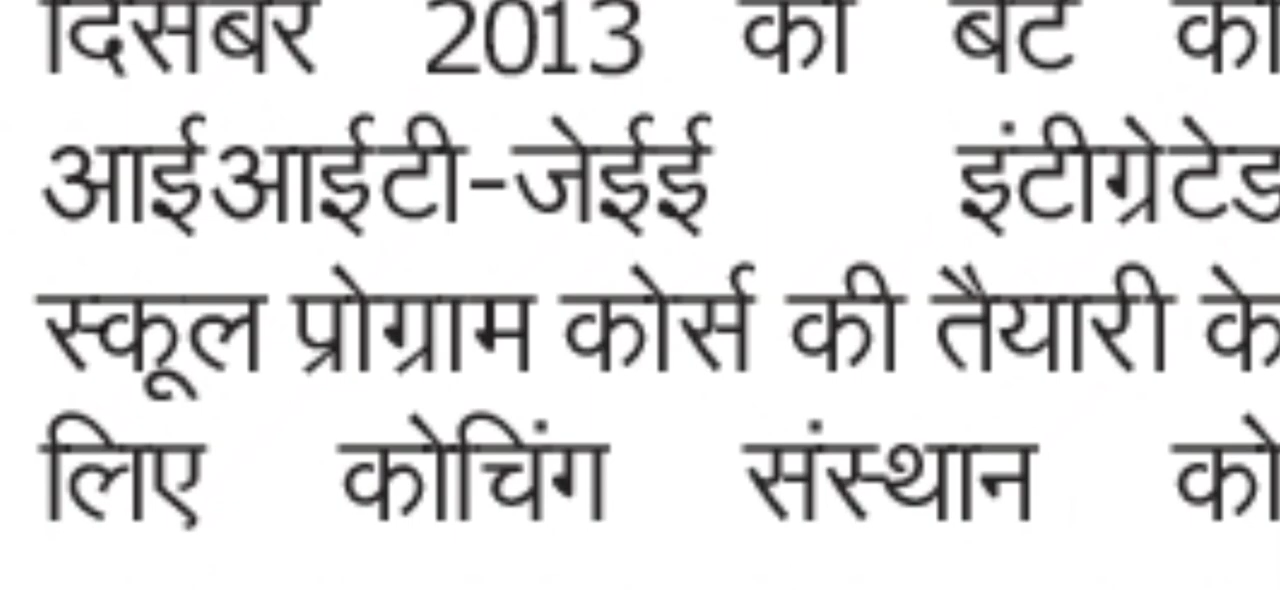 दिसंबर 2013
आईआईटी-जेईई इंटीग्रेटेड
स्कूल प्रोग्राम कोर्स की तैयारी के
लिए कोचिंग संस्थान को